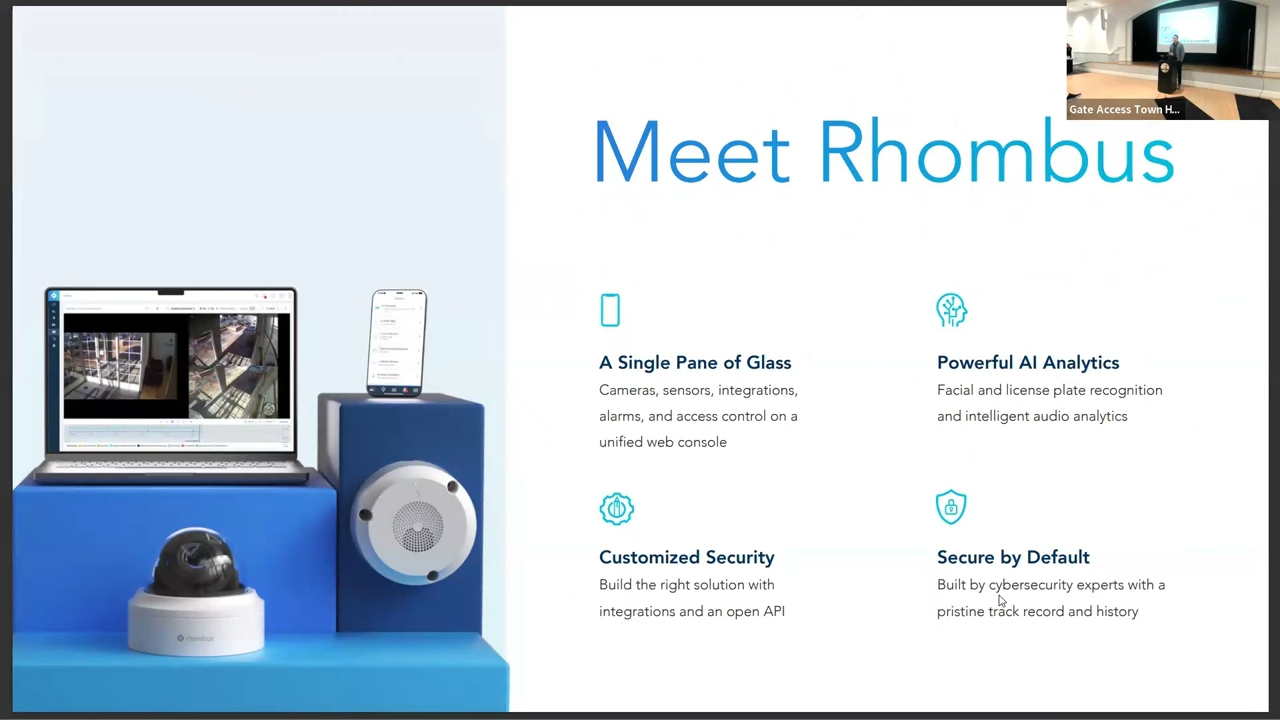 Gate Access Town H...
Meet Rhombus
A Single Pane of Glass
Cameras, sensors, integrations,
alarms, and access control on a
unified web console
Powerful AI Analytics
Facial and license plate recognition
and intelligent audio analytics
Customized Security
Build the right solution with
integrations and an open API
Secure by Default
Built by cybersecurity experts with a
pristine track record and history
rhombus